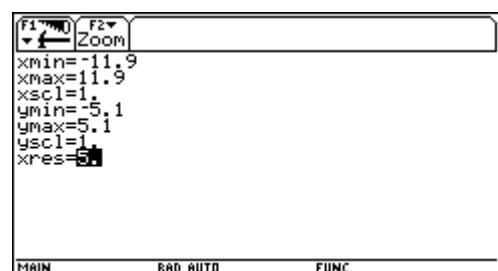 F1 F2
Zoom
xmin=-11.9
xmax=11.9
xscl=1.
ymin=-5.1
ymax=5.1
yscl=1.
xres=5.
MAIN RAD AUTO FUNC